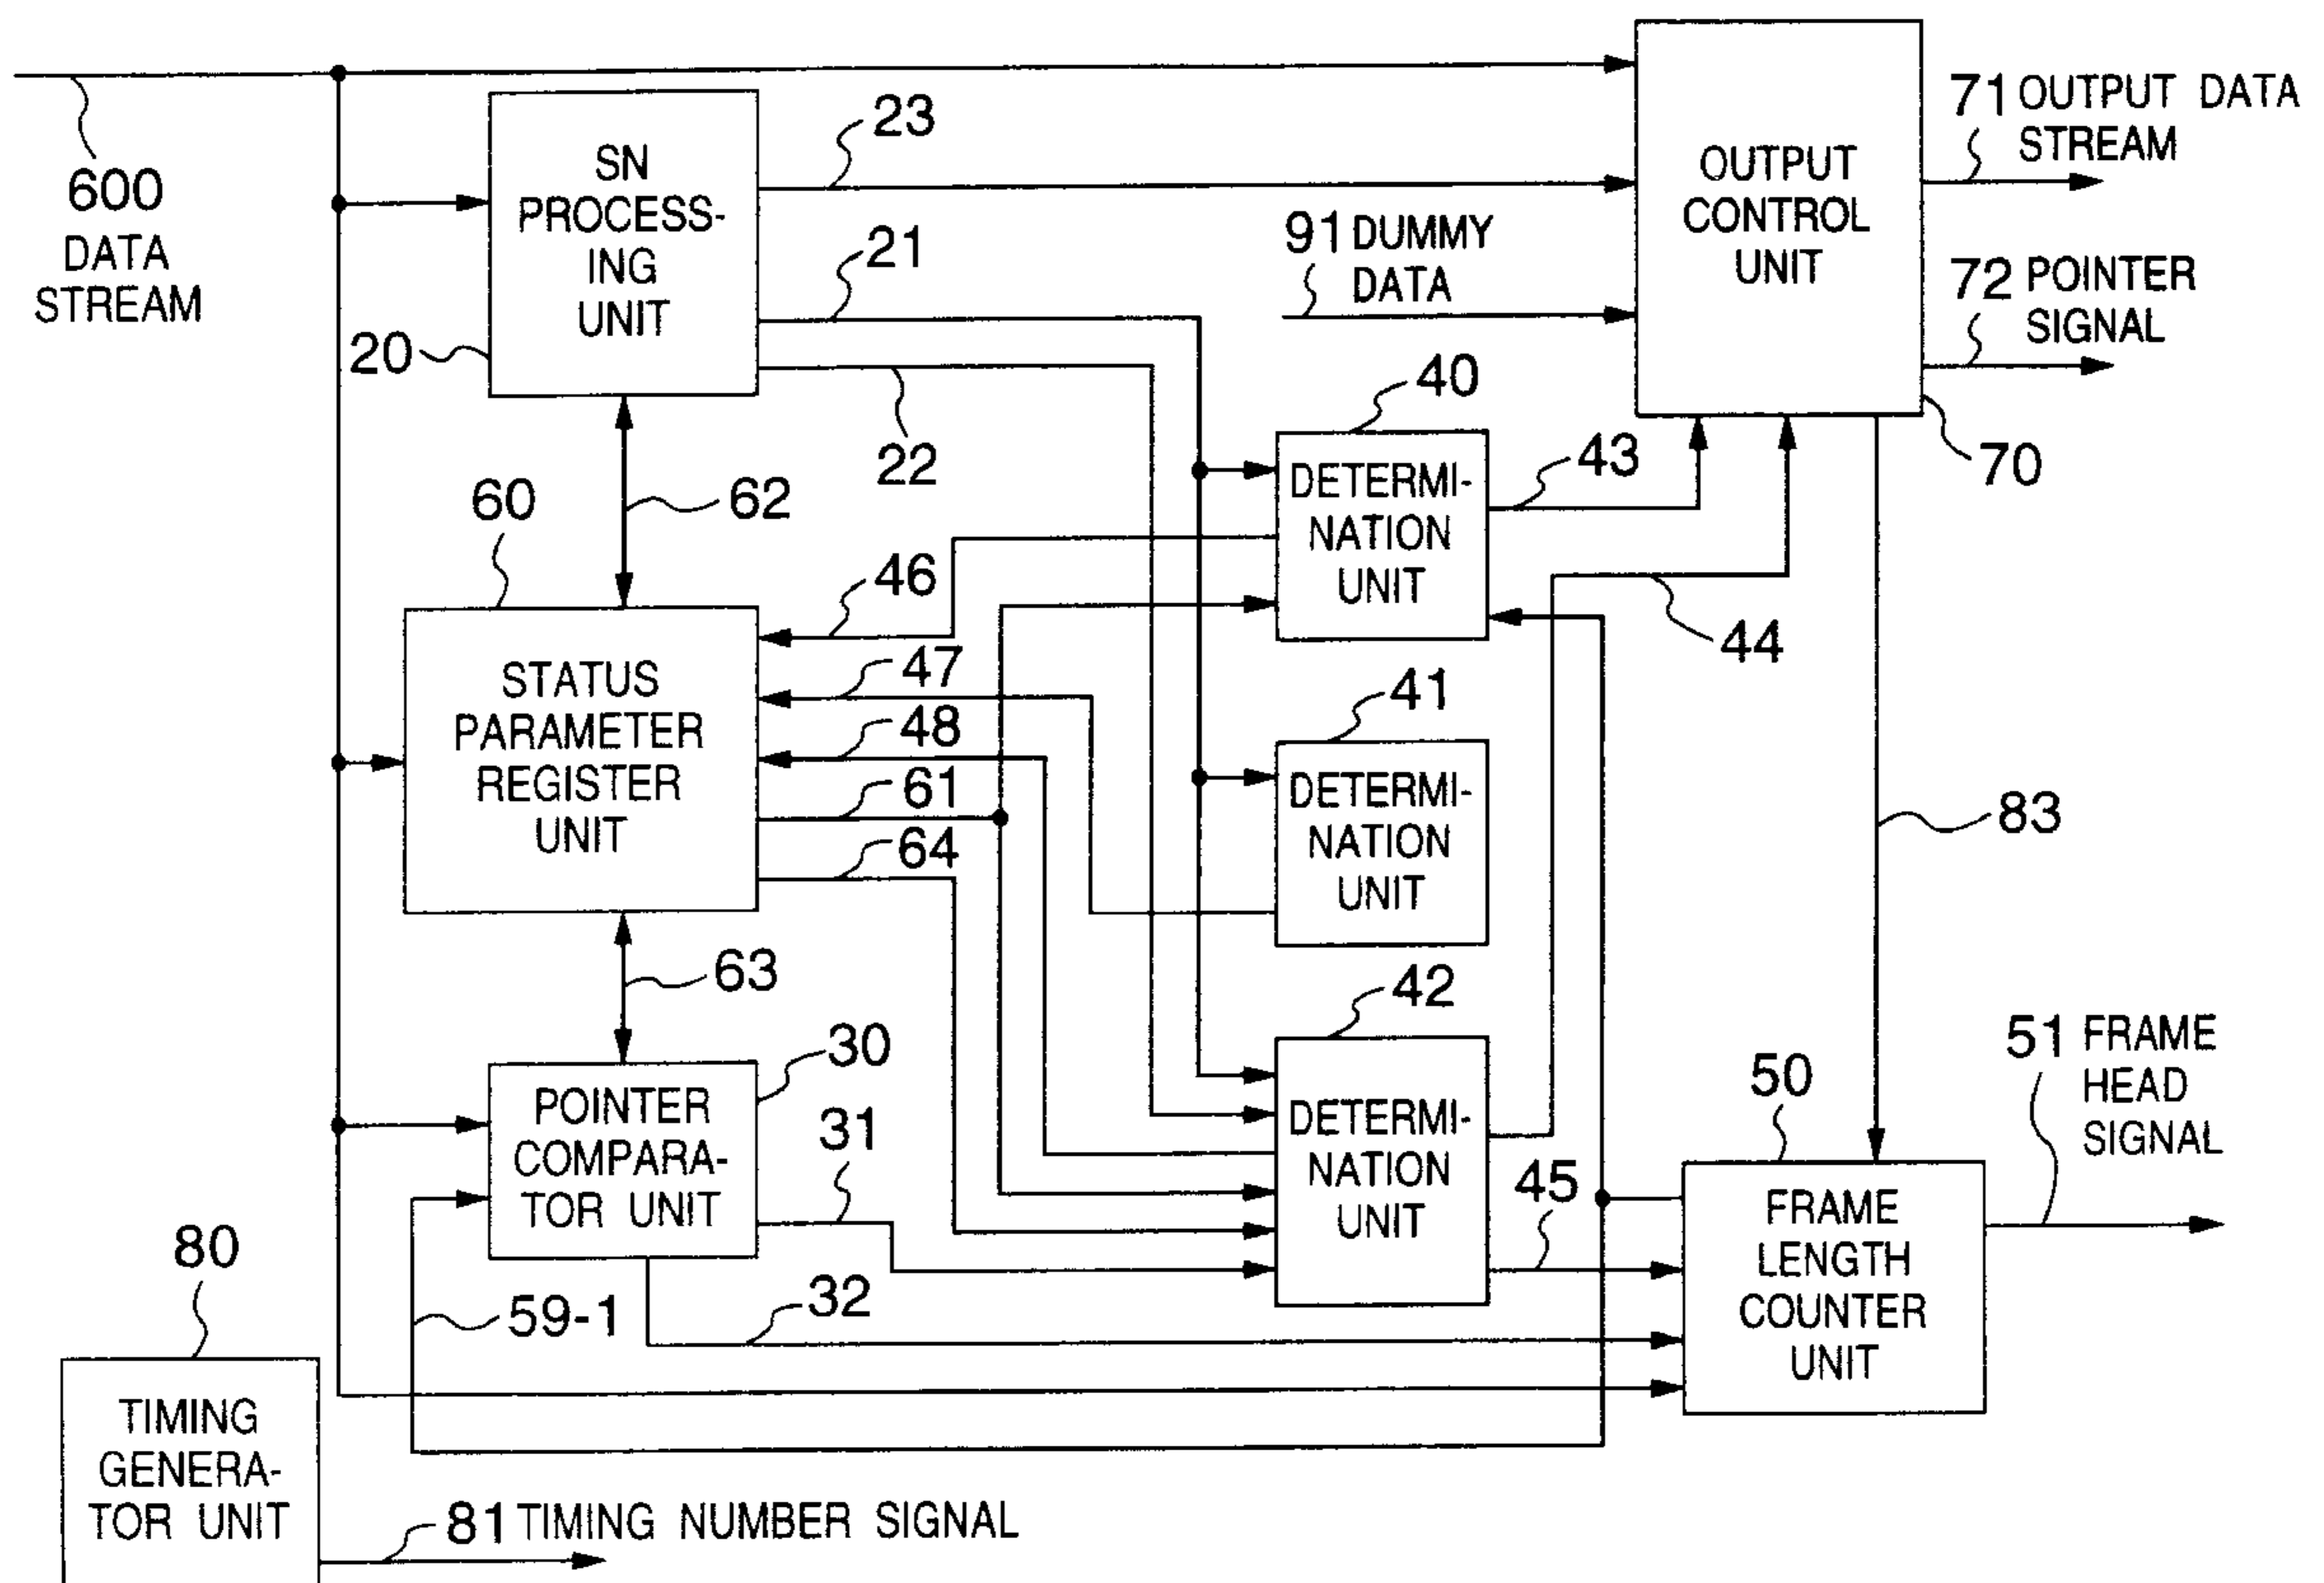 600
DATA
STREAM
SN
PROCESS-
ING
UNIT
20
23
21
22
91 DUMMY
DATA
OUTPUT
CONTROL
UNIT
70
71 OUTPUT DATA
STREAM
72 POINTER
SIGNAL
40
DETERMI-
NATION
UNIT
43
44
60
62
STATUS
PARAMETER
REGISTER
UNIT
46
47
48
61
64
41
DETERMI-
NATION
UNIT
83
63
30
POINTER
COMPARA-
TOR UNIT
31
32
59-1
42
DETERMI-
NATION
UNIT
45
50
FRAME
LENGTH
COUNTER
UNIT
51 FRAME
HEAD
SIGNAL
80
TIMING
GENERA-
TOR UNIT
81 TIMING NUMBER SIGNAL